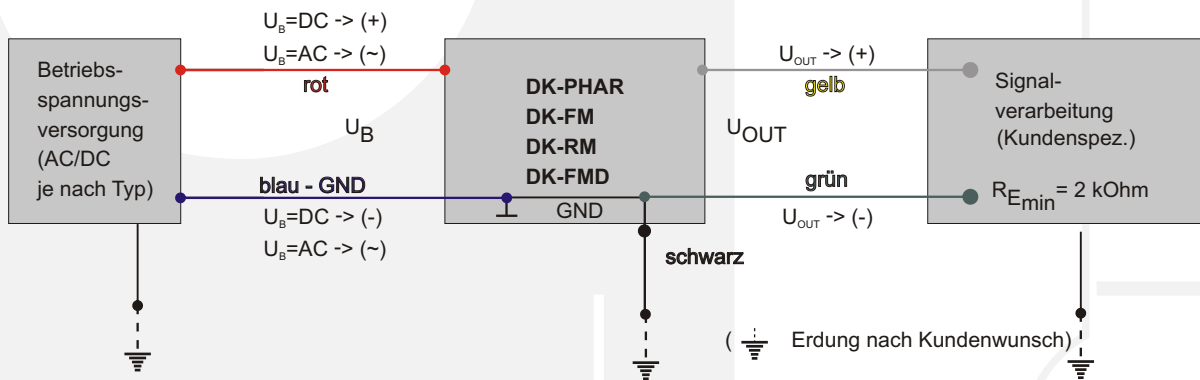 U_B=DC -> (+)
U_B=AC -> (~)
rot
Betriebs-
spannungs-
versorgung
(AC/DC
je nach Typ)
U_B
blau - GND
U_B=DC -> (-)
U_B=AC -> (~)
DK-PHAR
DK-FM
DK-RM
DK-FMD
GND
schwarz
U_OUT -> (+)
gelb
U_OUT
grün
U_OUT -> (-)
Signal-
verarbeitung
(Kundenspez.)
R_Emin = 2 kOhm
( Erdung nach Kundenwunsch)